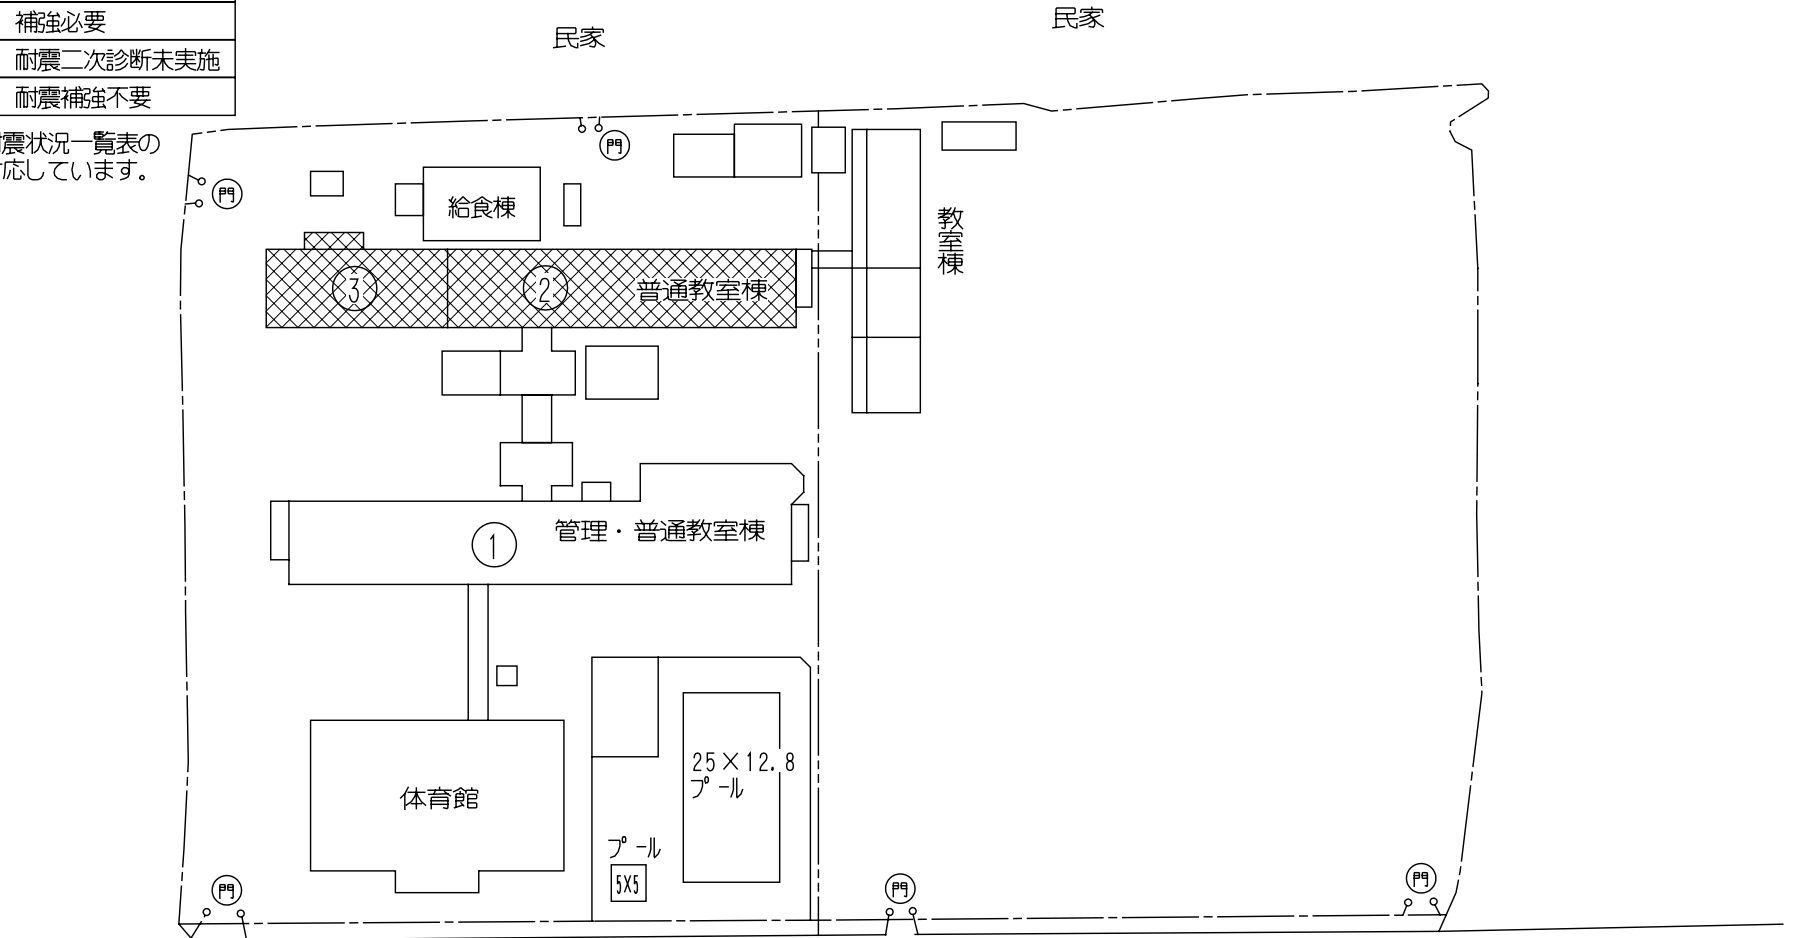 補強必要
耐震二次診断未実施
耐震補強不要
震状況一覧表の
応しています。
民家
民家
門
門
給食棟
教室棟
③
②
普通教室棟
①
管理・普通教室棟
25×12.8
プール
体育館
プール
5X5
門
門
門